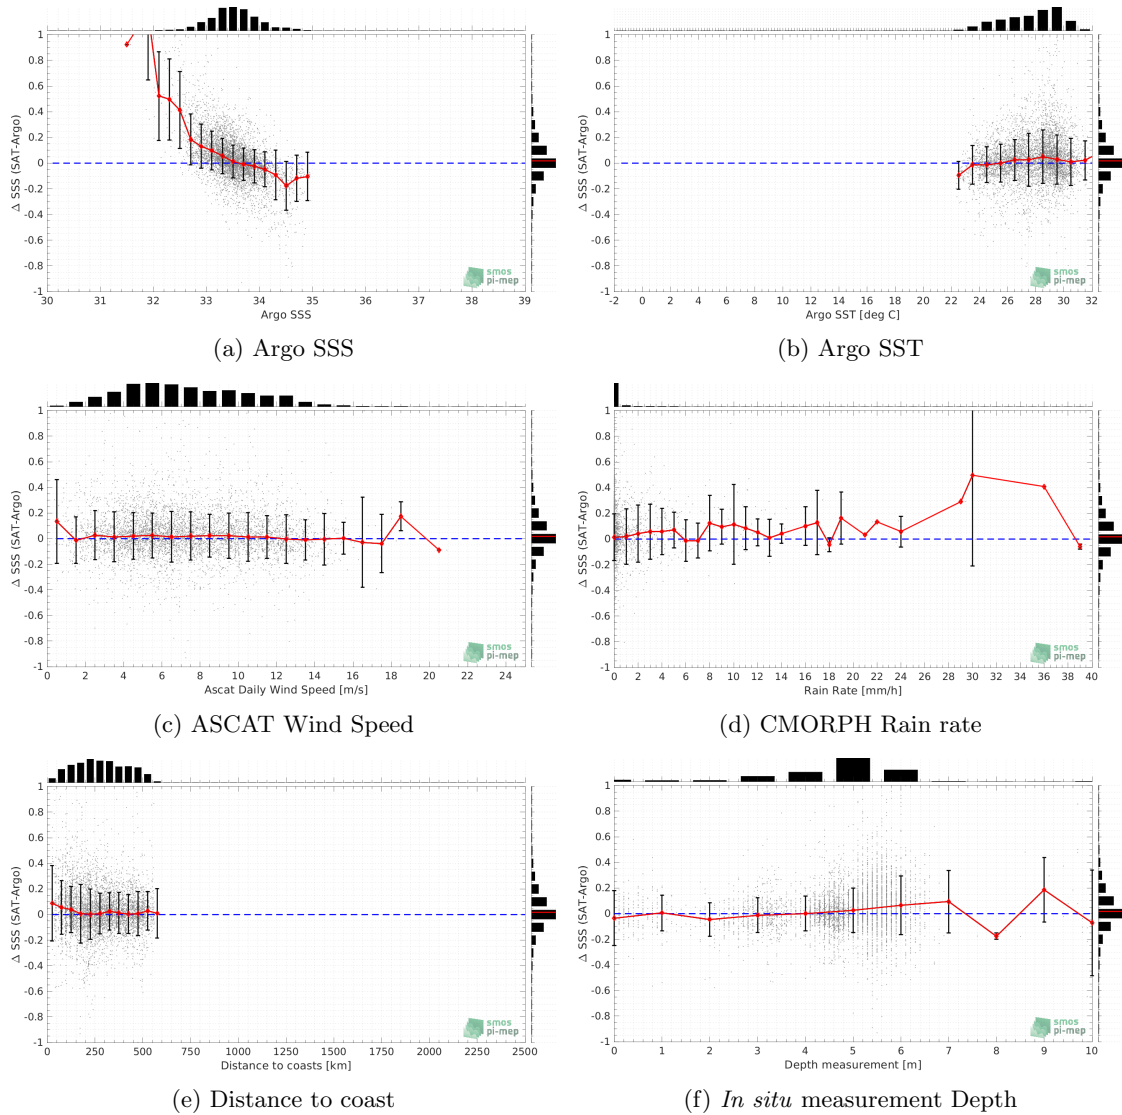 1
0.8
0.6
0.4
0.2
0
-0.2
-0.4
-0.6
-0.8
-1
Δ SSS (SAT-Argo)
30 31 32 33 34 35 36 37 38 39
Argo SSS
smos
pi-mep
(a) Argo SSS
1
0.8
0.6
0.4
0.2
0
-0.2
-0.4
-0.6
-0.8
-1
Δ SSS (SAT-Argo)
-2 0 2 4 6 8 10 12 14 16 18 20 22 24 26 28 30 32
Argo SST [deg C]
smos
pi-mep
(b) Argo SST
1
0.8
0.6
0.4
0.2
0
-0.2
-0.4
-0.6
-0.8
-1
Δ SSS (SAT-Argo)
0 2 4 6 8 10 12 14 16 18 20 22 24
Ascat Daily Wind Speed [m/s]
smos
pi-mep
(c) ASCAT Wind Speed
1
0.8
0.6
0.4
0.2
0
-0.2
-0.4
-0.6
-0.8
-1
Δ SSS (SAT-Argo)
0 2 4 6 8 10 12 14 16 18 20 22 24 26 28 30 32 34 36 38 40
Rain Rate [mm/h]
smos
pi-mep
(d) CMORPH Rain rate
1
0.8
0.6
0.4
0.2
0
-0.2
-0.4
-0.6
-0.8
-1
Δ SSS (SAT-Argo)
0 250 500 750 1000 1250 1500 1750 2000 2250 2500
Distance to coasts [km]
smos
pi-mep
(e) Distance to coast
1
0.8
0.6
0.4
0.2
0
-0.2
-0.4
-0.6
-0.8
-1
Δ SSS (SAT-Argo)
0 1 2 3 4 5 6 7 8 9 10
Depth measurement [m]
smos
pi-mep
(f) In situ measurement Depth